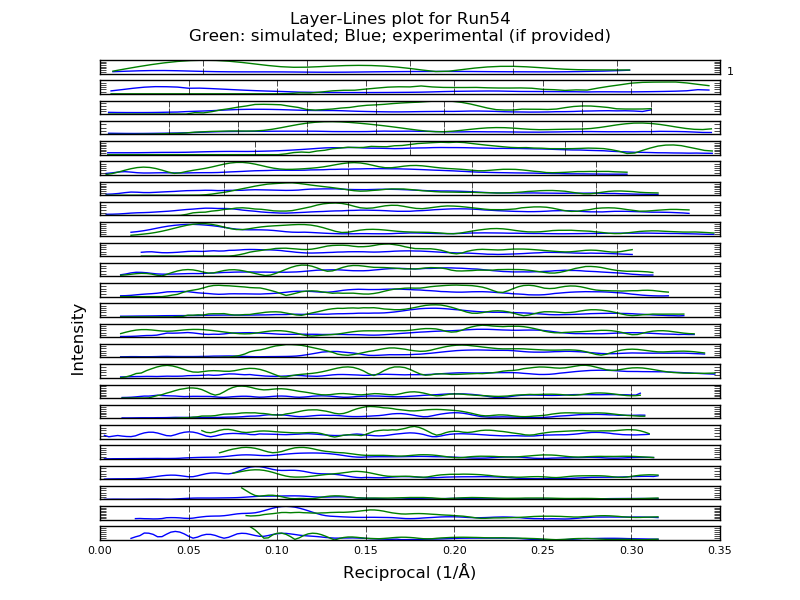 Layer-Lines plot for Run54
Green: simulated; Blue; experimental (if provided)
1
Intensity
0.00 0.05 0.10 0.15 0.20 0.25 0.30 0.35
Reciprocal (1/Å)